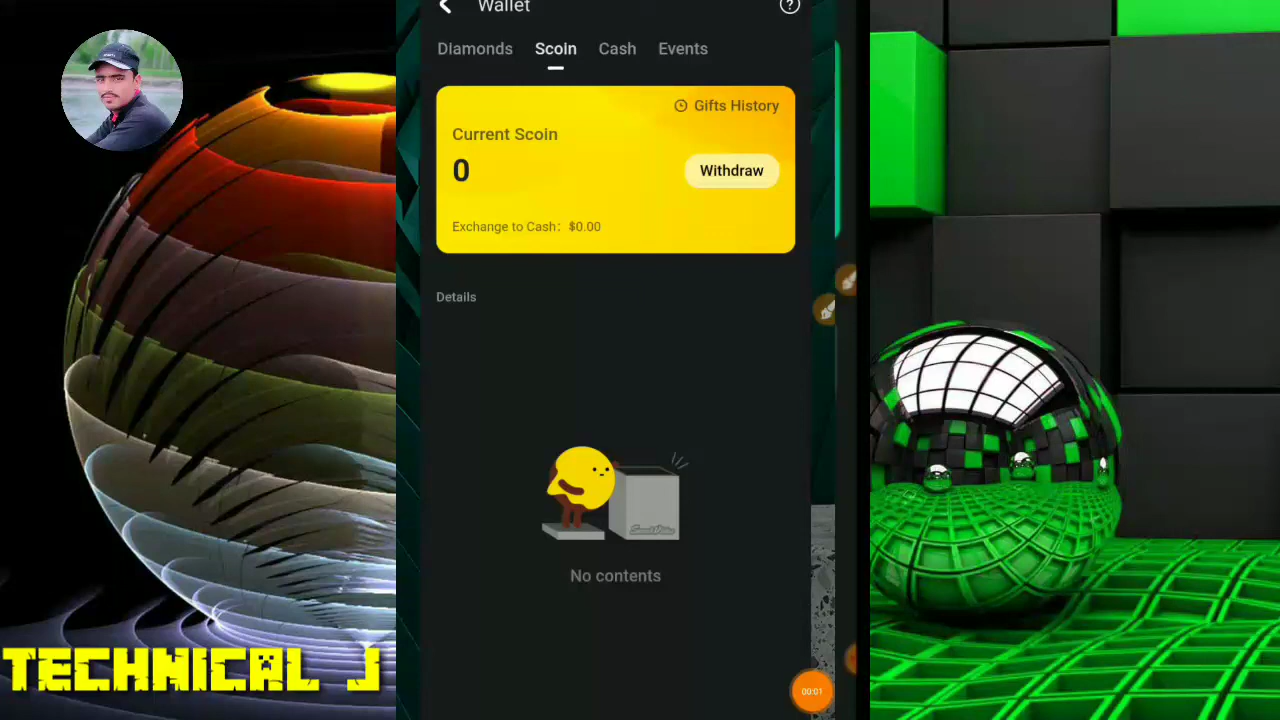 Wallet
Diamonds Scoin Cash Events
Gifts History
Current Scoin
0
Withdraw
Exchange to Cash: $0.00
Details
No contents
TECHNICAL J
00:01